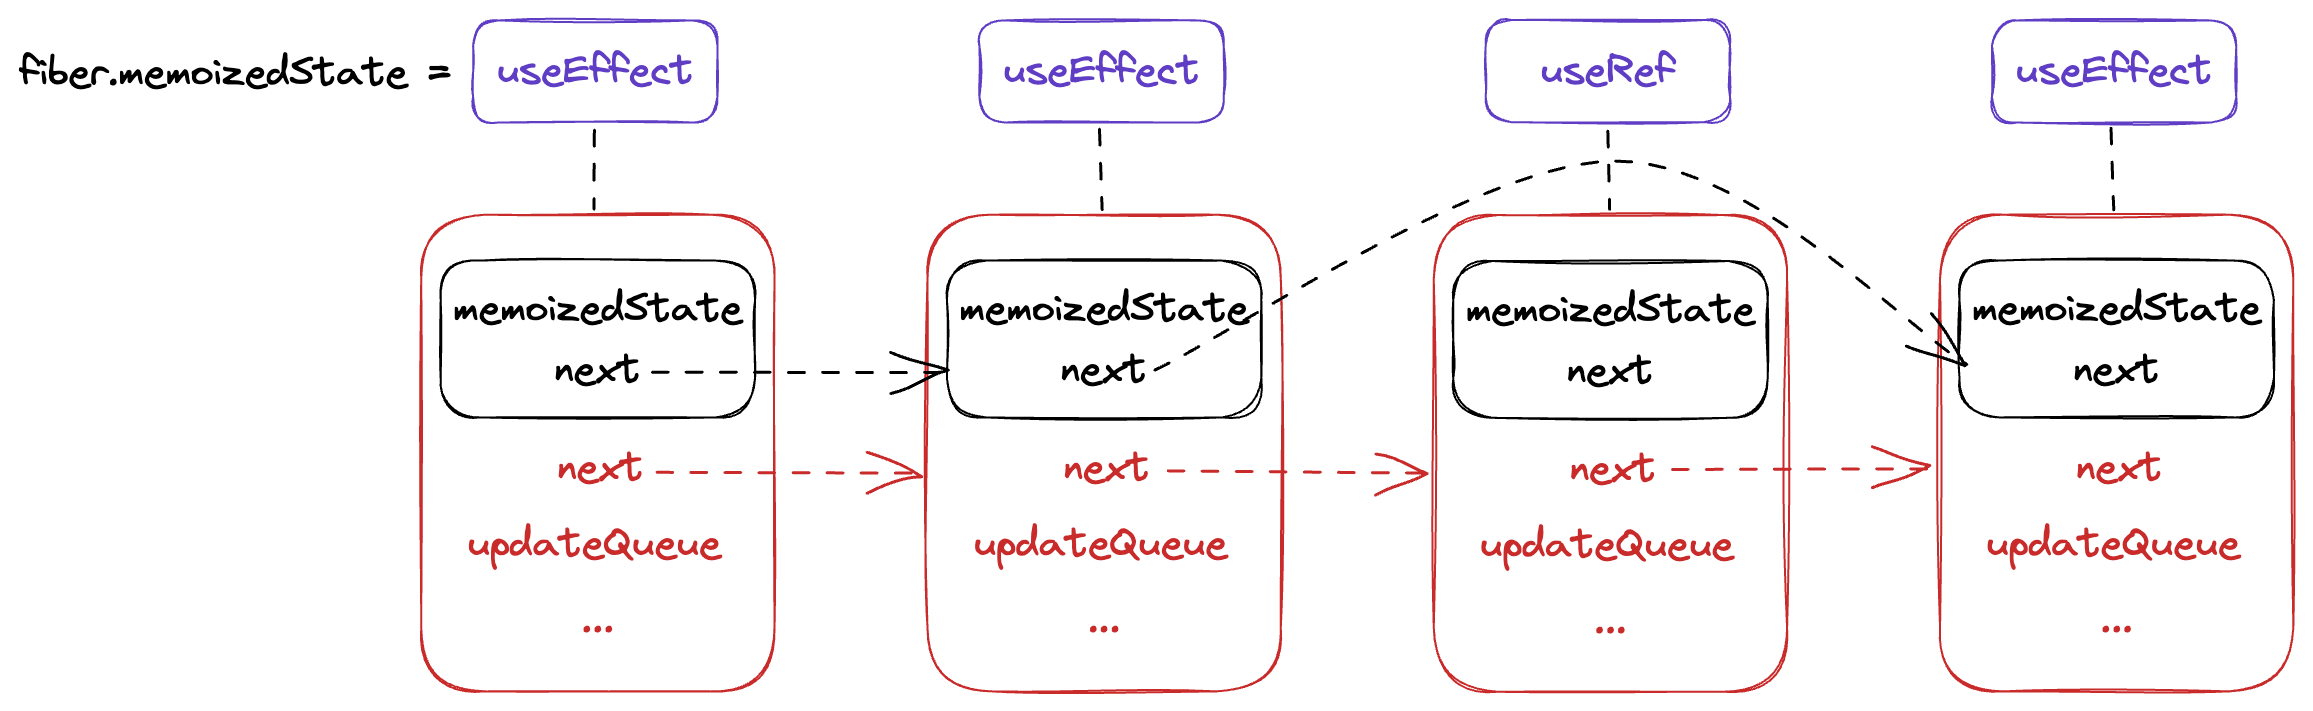 fiber.memoizedState = useEffect useEffect useRef useEffect
memoizedState memoizedState memoizedState memoizedState
next next next next
next next next next
updateQueue updateQueue updateQueue updateQueue
... ... ... ...